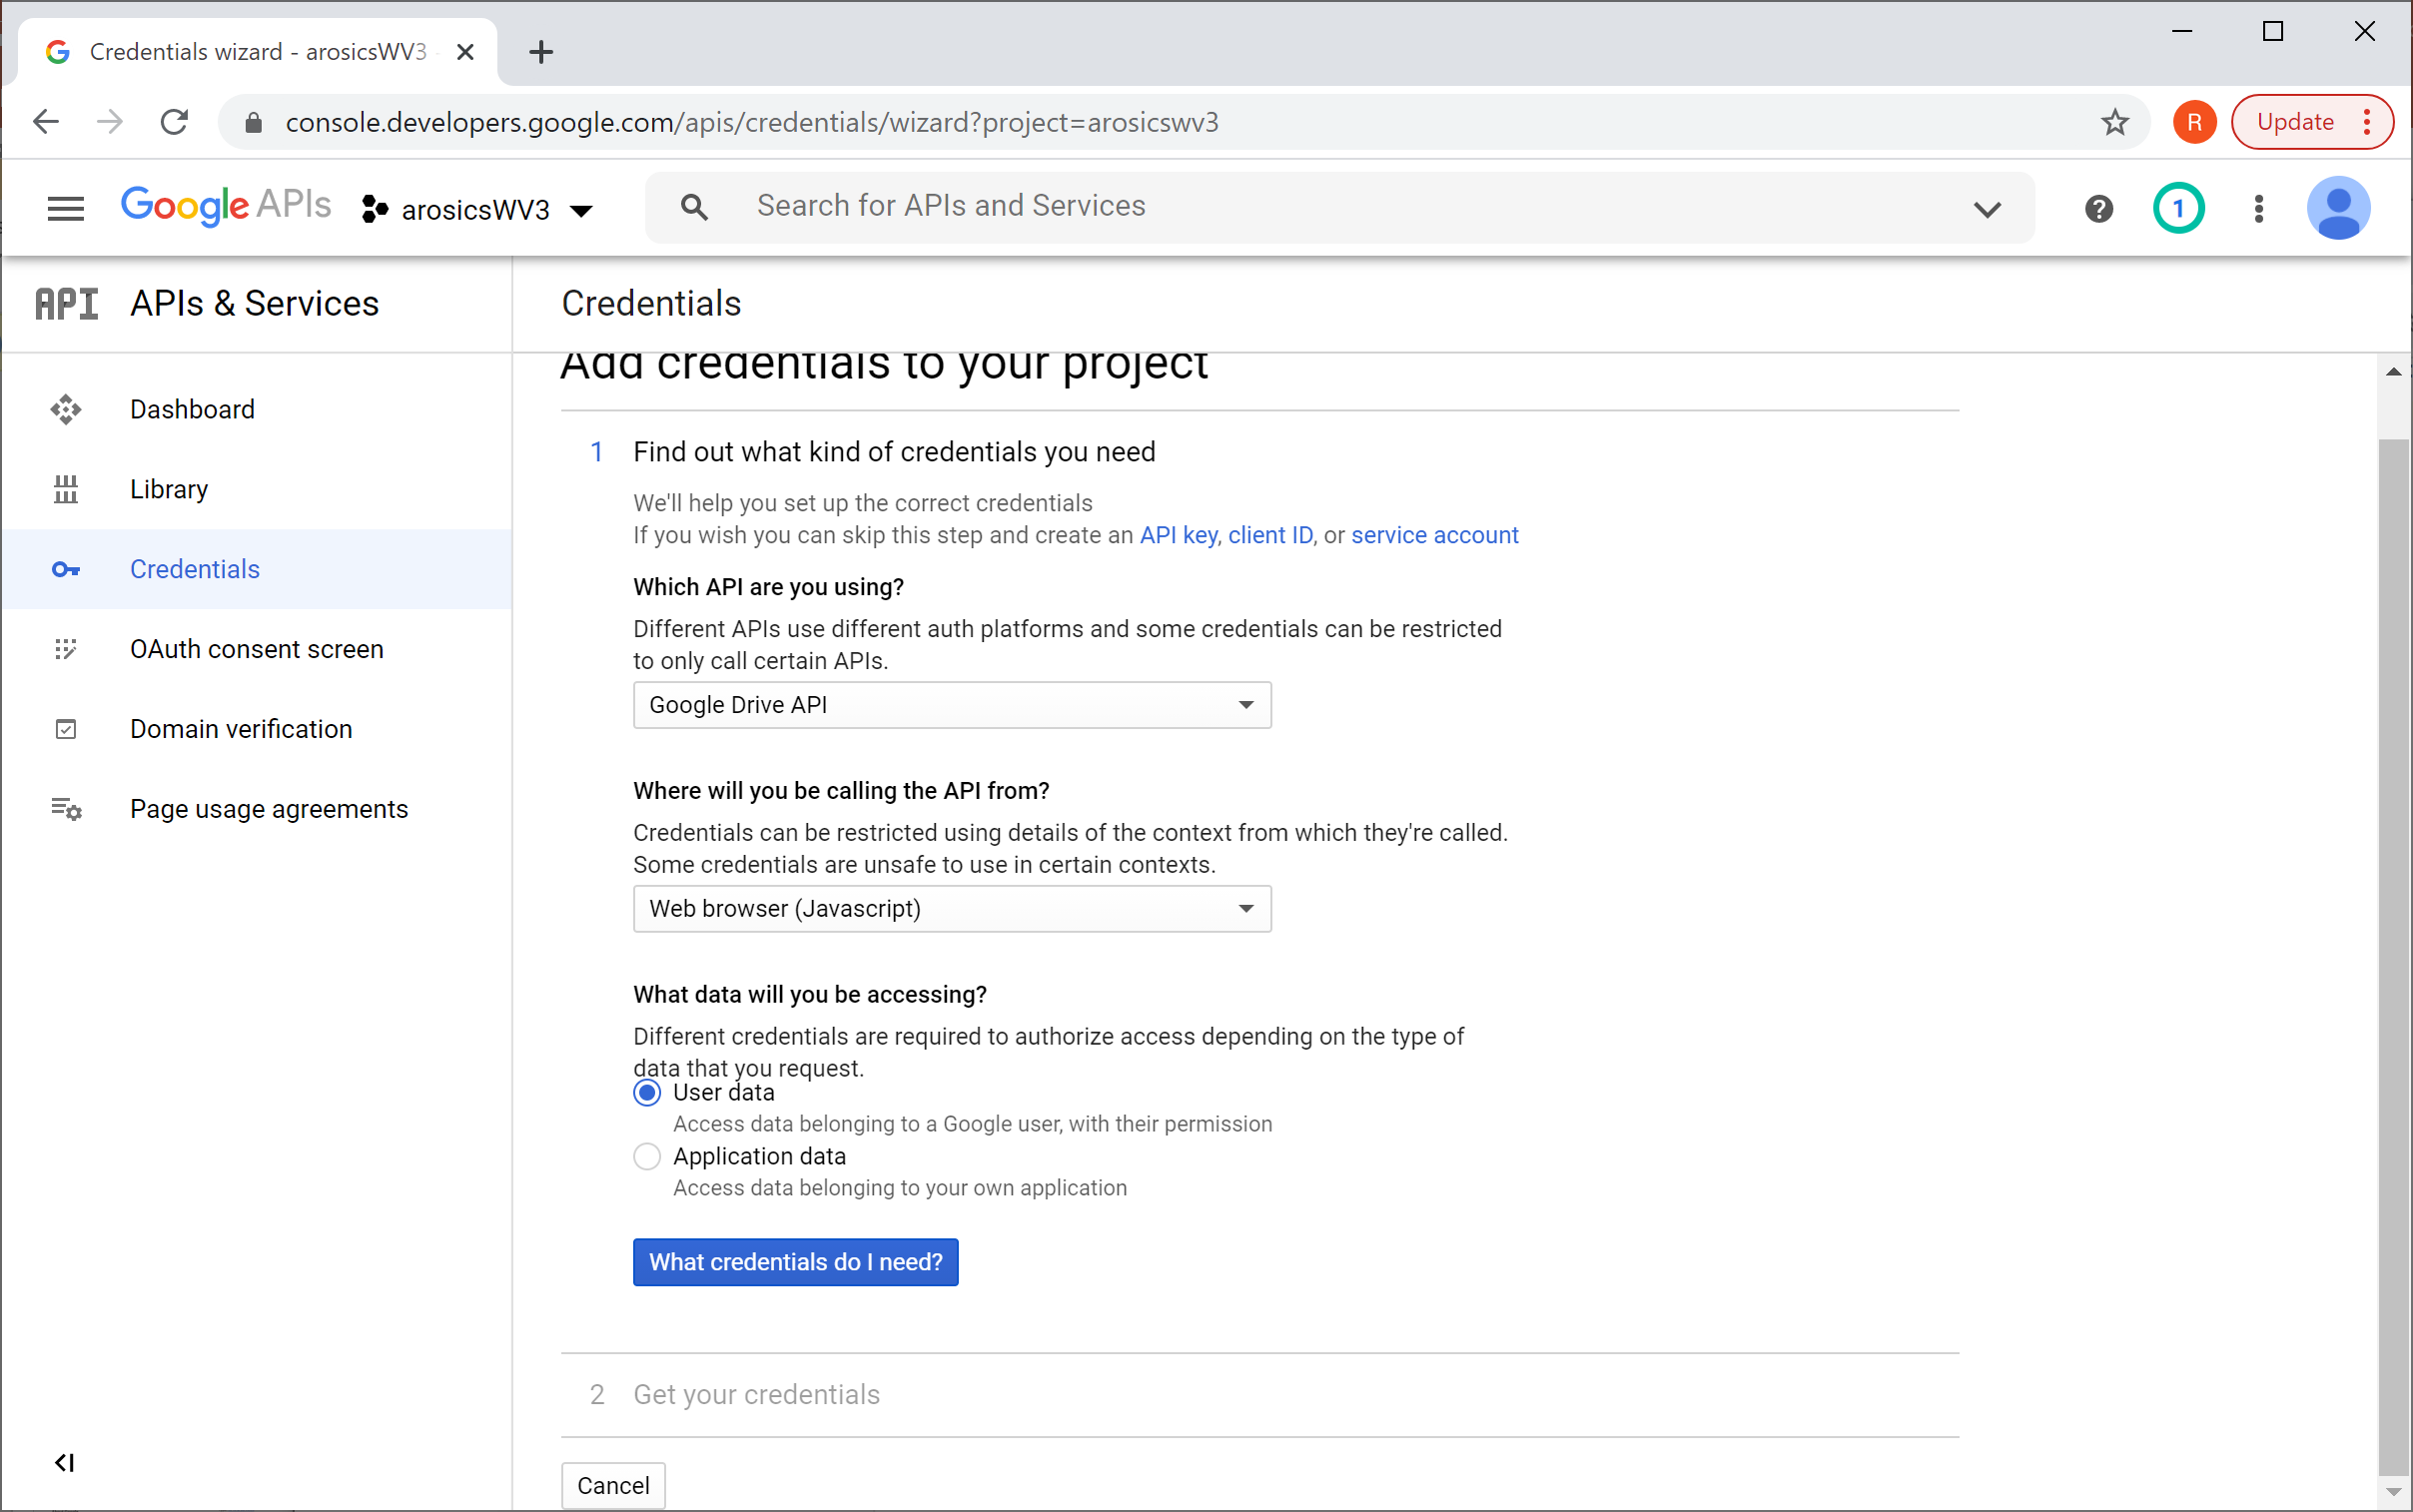 Credentials wizard - arosicsWV3
console.developers.google.com/apis/credentials/wizard?project=arosicswv3
R
Update
Google APIs
arosicsWV3
Search for APIs and Services
1
API APIs & Services
Credentials
Dashboard
Library
Credentials
OAuth consent screen
Domain verification
Page usage agreements
Add credentials to your project
1 Find out what kind of credentials you need
We'll help you set up the correct credentials
If you wish you can skip this step and create an API key, client ID, or service account
Which API are you using?
Different APIs use different auth platforms and some credentials can be restricted
to only call certain APIs.
Google Drive API
Where will you be calling the API from?
Credentials can be restricted using details of the context from which they're called.
Some credentials are unsafe to use in certain contexts.
Web browser (Javascript)
What data will you be accessing?
Different credentials are required to authorize access depending on the type of
data that you request.
User data
Access data belonging to a Google user, with their permission
Application data
Access data belonging to your own application
What credentials do I need?
2 Get your credentials
Cancel